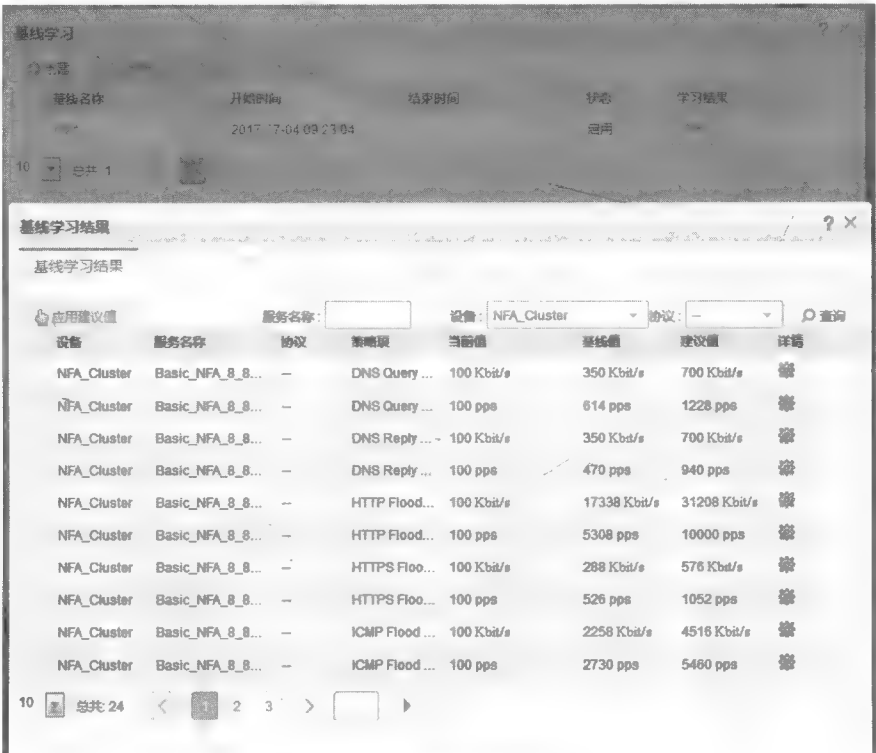 基线学习
? ×
基线名称 开始时间 结束时间 状态 学习结果
启用
10 总共 1
基线学习结果 ? ×
基线学习结果
应用建议值 服务名称: 设备: NFA_Cluster 协议: -- 查询
设备 服务名称 协议 策略项 当前值 基线值 建议值 详情
NFA_Cluster Basic_NFA_8_8... -- DNS Query ... 100 Kbit/s 350 Kbit/s 700 Kbit/s
NFA_Cluster Basic_NFA_8_8... -- DNS Query ... 100 pps 614 pps 1228 pps
NFA_Cluster Basic_NFA_8_8... -- DNS Reply ... 100 Kbit/s 350 Kbit/s 700 Kbit/s
NFA_Cluster Basic_NFA_8_8... -- DNS Reply ... 100 pps 470 pps 940 pps
NFA_Cluster Basic_NFA_8_8... -- HTTP Flood... 100 Kbit/s 17338 Kbit/s 31208 Kbit/s
NFA_Cluster Basic_NFA_8_8... -- HTTP Flood... 100 pps 5308 pps 10000 pps
NFA_Cluster Basic_NFA_8_8... -- HTTPS Floo... 100 Kbit/s 288 Kbit/s 576 Kbit/s
NFA_Cluster Basic_NFA_8_8... -- HTTPS Floo... 100 pps 526 pps 1052 pps
NFA_Cluster Basic_NFA_8_8... -- ICMP Flood ... 100 Kbit/s 2258 Kbit/s 4516 Kbit/s
NFA_Cluster Basic_NFA_8_8... -- ICMP Flood ... 100 pps 2730 pps 5460 pps
10 总共: 24 1 2 3